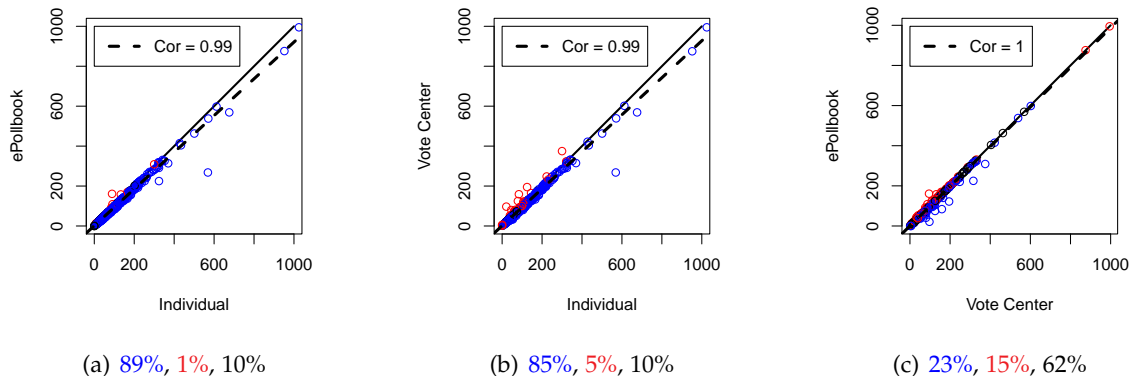 Cor = 0.99
1000
600
200
0
ePollbook
0 200 600 1000
Individual
(a) 89%, 1%, 10%
Cor = 0.99
1000
600
200
0
Vote Center
0 200 600 1000
Individual
(b) 85%, 5%, 10%
Cor = 1
1000
600
200
0
ePollbook
0 200 600 1000
Vote Center
(c) 23%, 15%, 62%